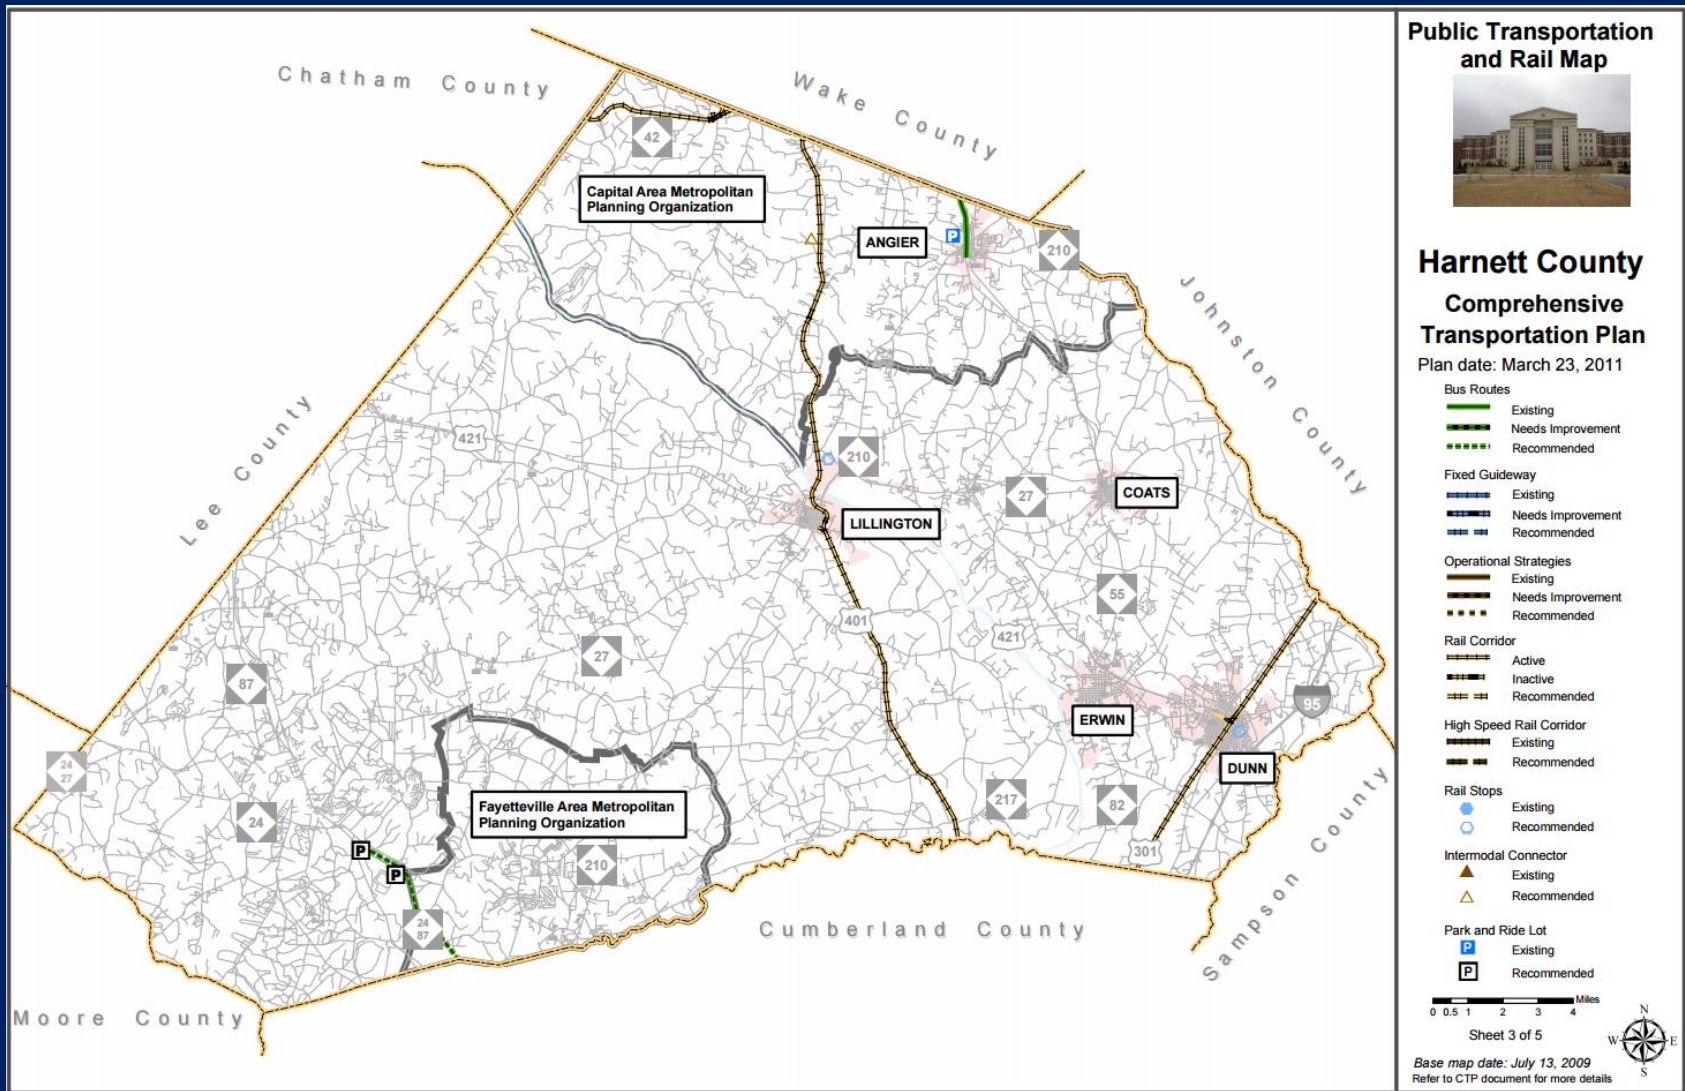 Chatham County
Wake County
42
Capital Area Metropolitan
Planning Organization
ANGIER
P
210
Johnston County
Lee County
421
210
27
COATS
LILLINGTON
55
401
421
27
87
ERWIN
95
DUNN
24
27
Fayetteville Area Metropolitan
Planning Organization
217
82
24
P
P
210
301
24
87
Cumberland County
Sampson County
Moore County
Public Transportation
and Rail Map
Harnett County
Comprehensive
Transportation Plan
Plan date: March 23, 2011
Bus Routes
Existing
Needs Improvement
Recommended
Fixed Guideway
Existing
Needs Improvement
Recommended
Operational Strategies
Existing
Needs Improvement
Recommended
Rail Corridor
Active
Inactive
Recommended
High Speed Rail Corridor
Existing
Recommended
Rail Stops
Existing
Recommended
Intermodal Connector
Existing
Recommended
Park and Ride Lot
P Existing
P Recommended
Miles
0 0.5 1 2 3 4
Sheet 3 of 5
N
W E
S
Base map date: July 13, 2009
Refer to CTP document for more details